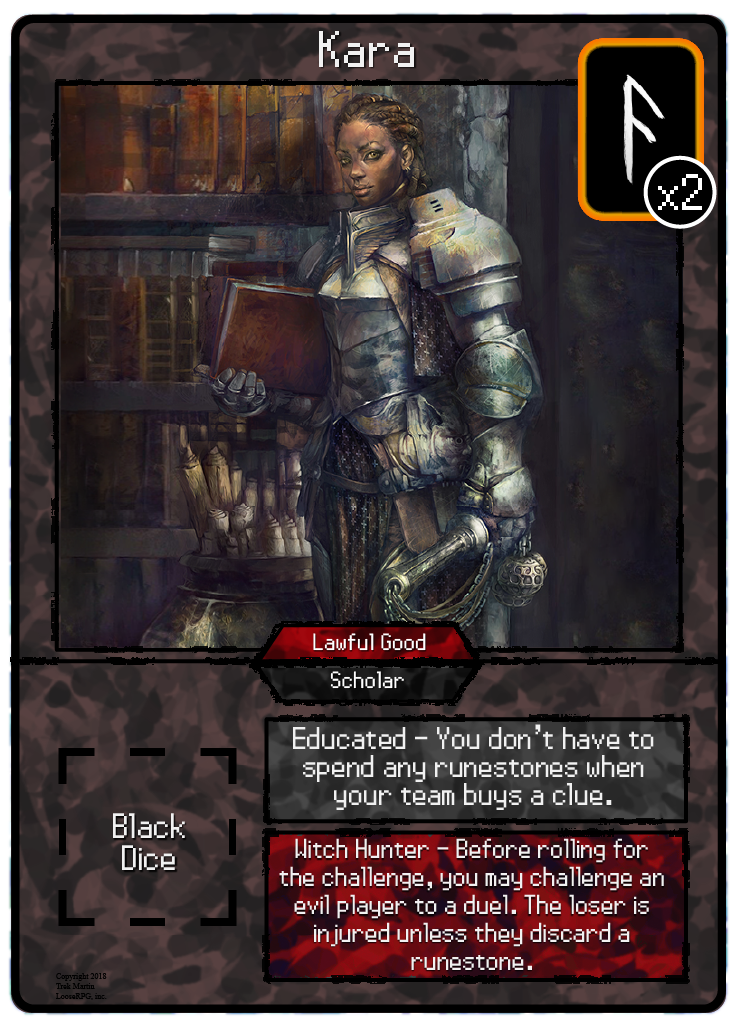 Kara
x2
Lawful Good
Scholar
Educated - You don't have to
spend any runestones when
your team buys a clue.
Black
Dice
Witch Hunter - Before rolling for
the challenge, you may challenge an
evil player to a duel. The loser is
injured unless they discard a
runestone.
Copyright 2018
Trak Martin
LooseRPG, inc.